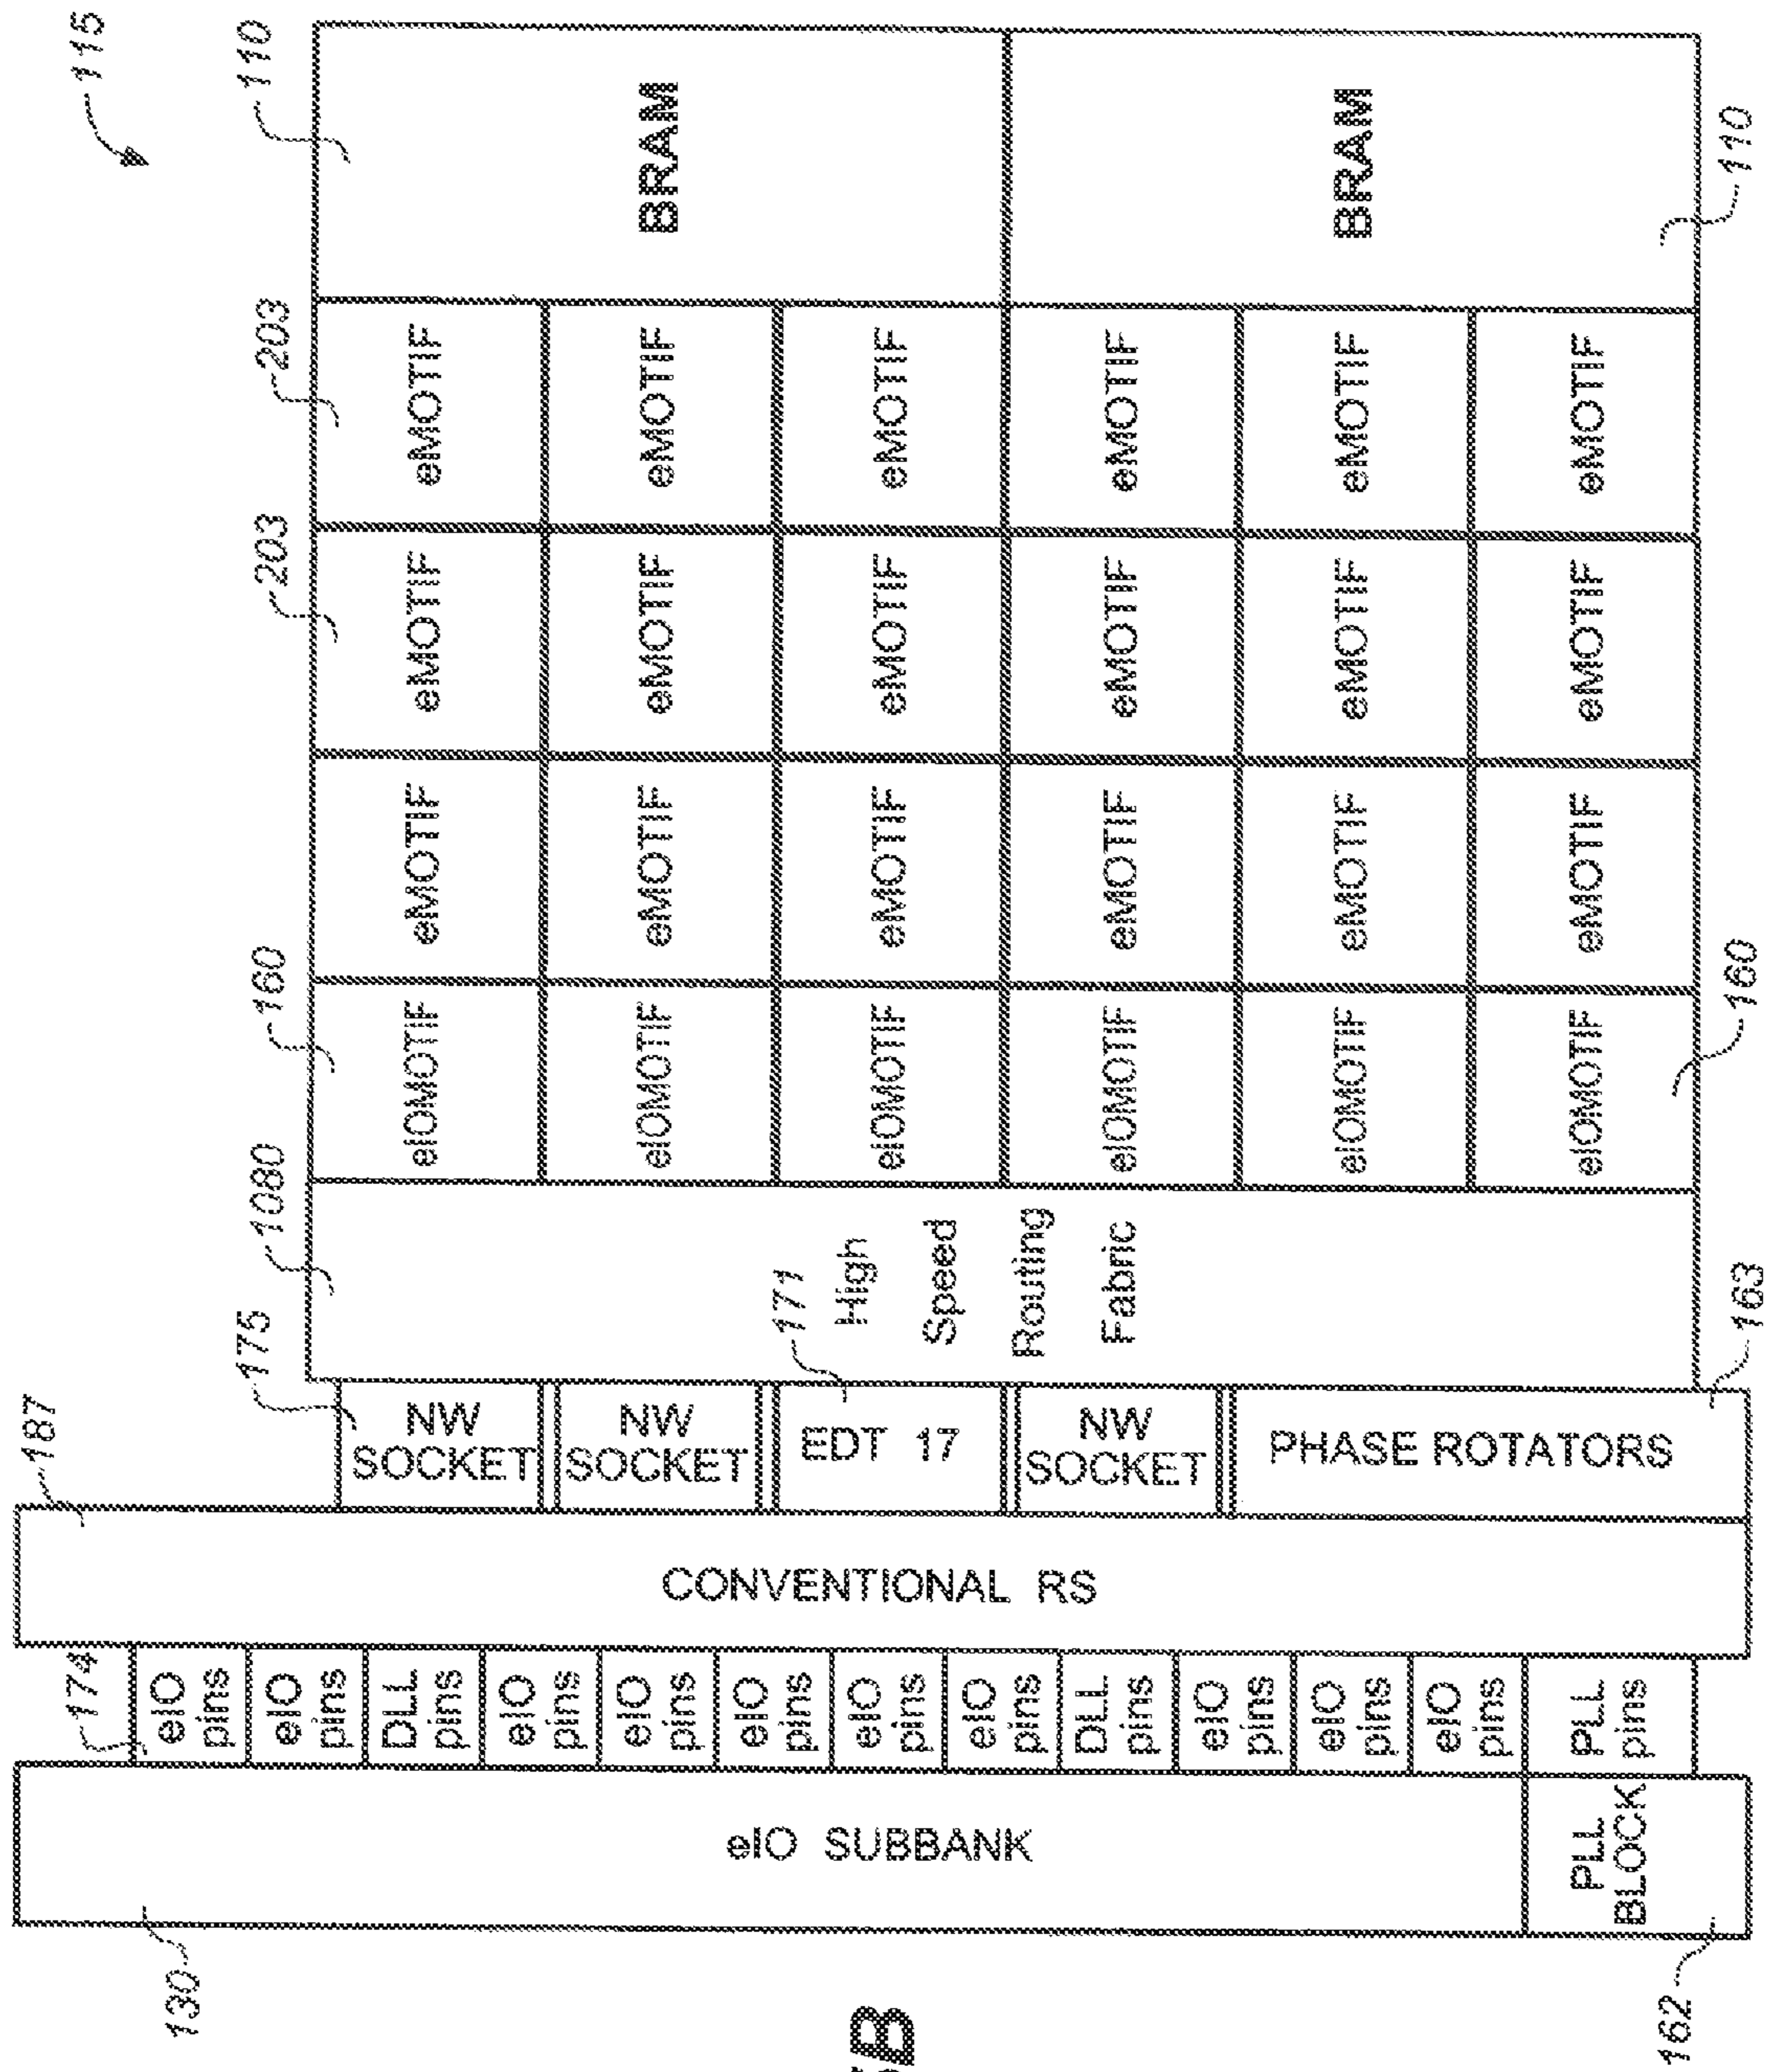 115
110
BRAM
BRAM
110
203
eMOTIF
eMOTIF
eMOTIF
eMOTIF
eMOTIF
eMOTIF
203
eMOTIF
eMOTIF
eMOTIF
eMOTIF
eMOTIF
eMOTIF
eMOTIF
eMOTIF
eMOTIF
eMOTIF
eMOTIF
eMOTIF
160
eIOMOTIF
eIOMOTIF
eIOMOTIF
eIOMOTIF
eIOMOTIF
eIOMOTIF
160
1080
High
Speed
Routing
Fabric
171
175
163
NW
SOCKET
NW
SOCKET
EDT 17
NW
SOCKET
PHASE ROTATORS
187
CONVENTIONAL RS
174
eIO
pins
eIO
pins
DLL
pins
eIO
pins
eIO
pins
eIO
pins
eIO
pins
eIO
pins
DLL
pins
eIO
pins
eIO
pins
eIO
pins
PLL
pins
eIO SUBBANK
PLL
BLOCK
130
162